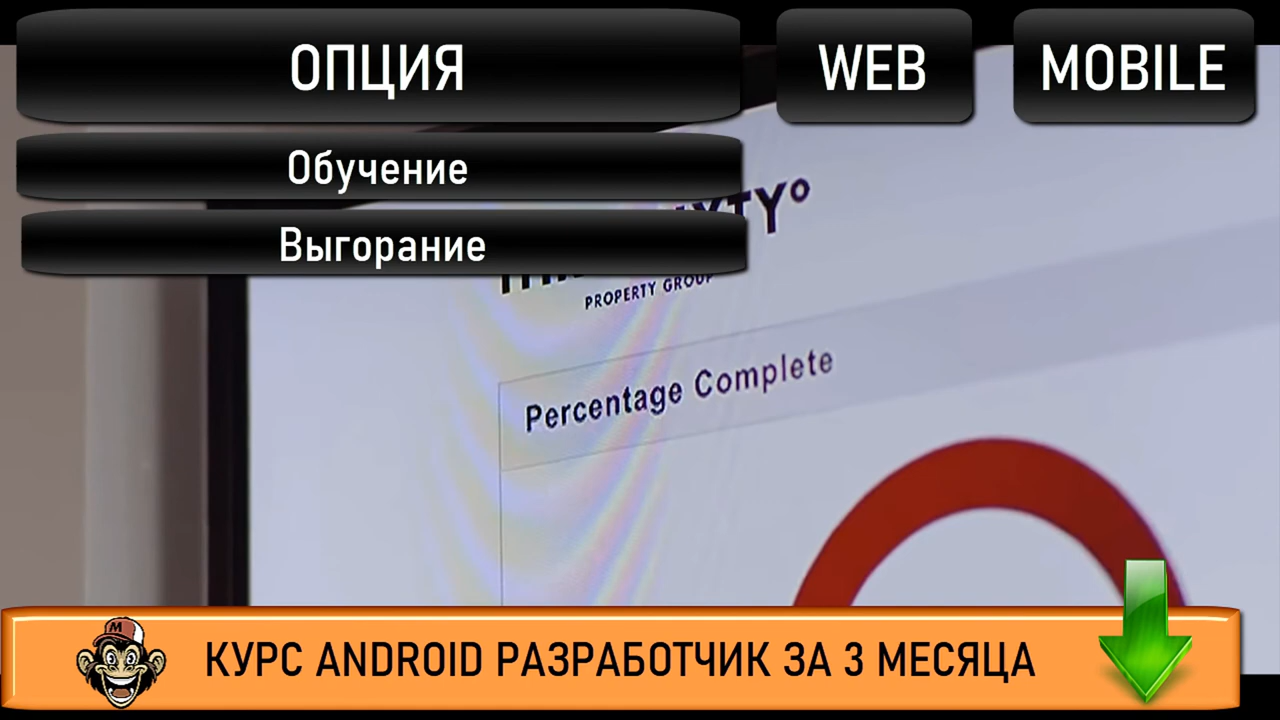 ОПЦИЯ WEB MOBILE
Обучение
Выгорание
PROPERTY GROUP
Percentage Complete
M
КУРС ANDROID РАЗРАБОТЧИК ЗА 3 МЕСЯЦА